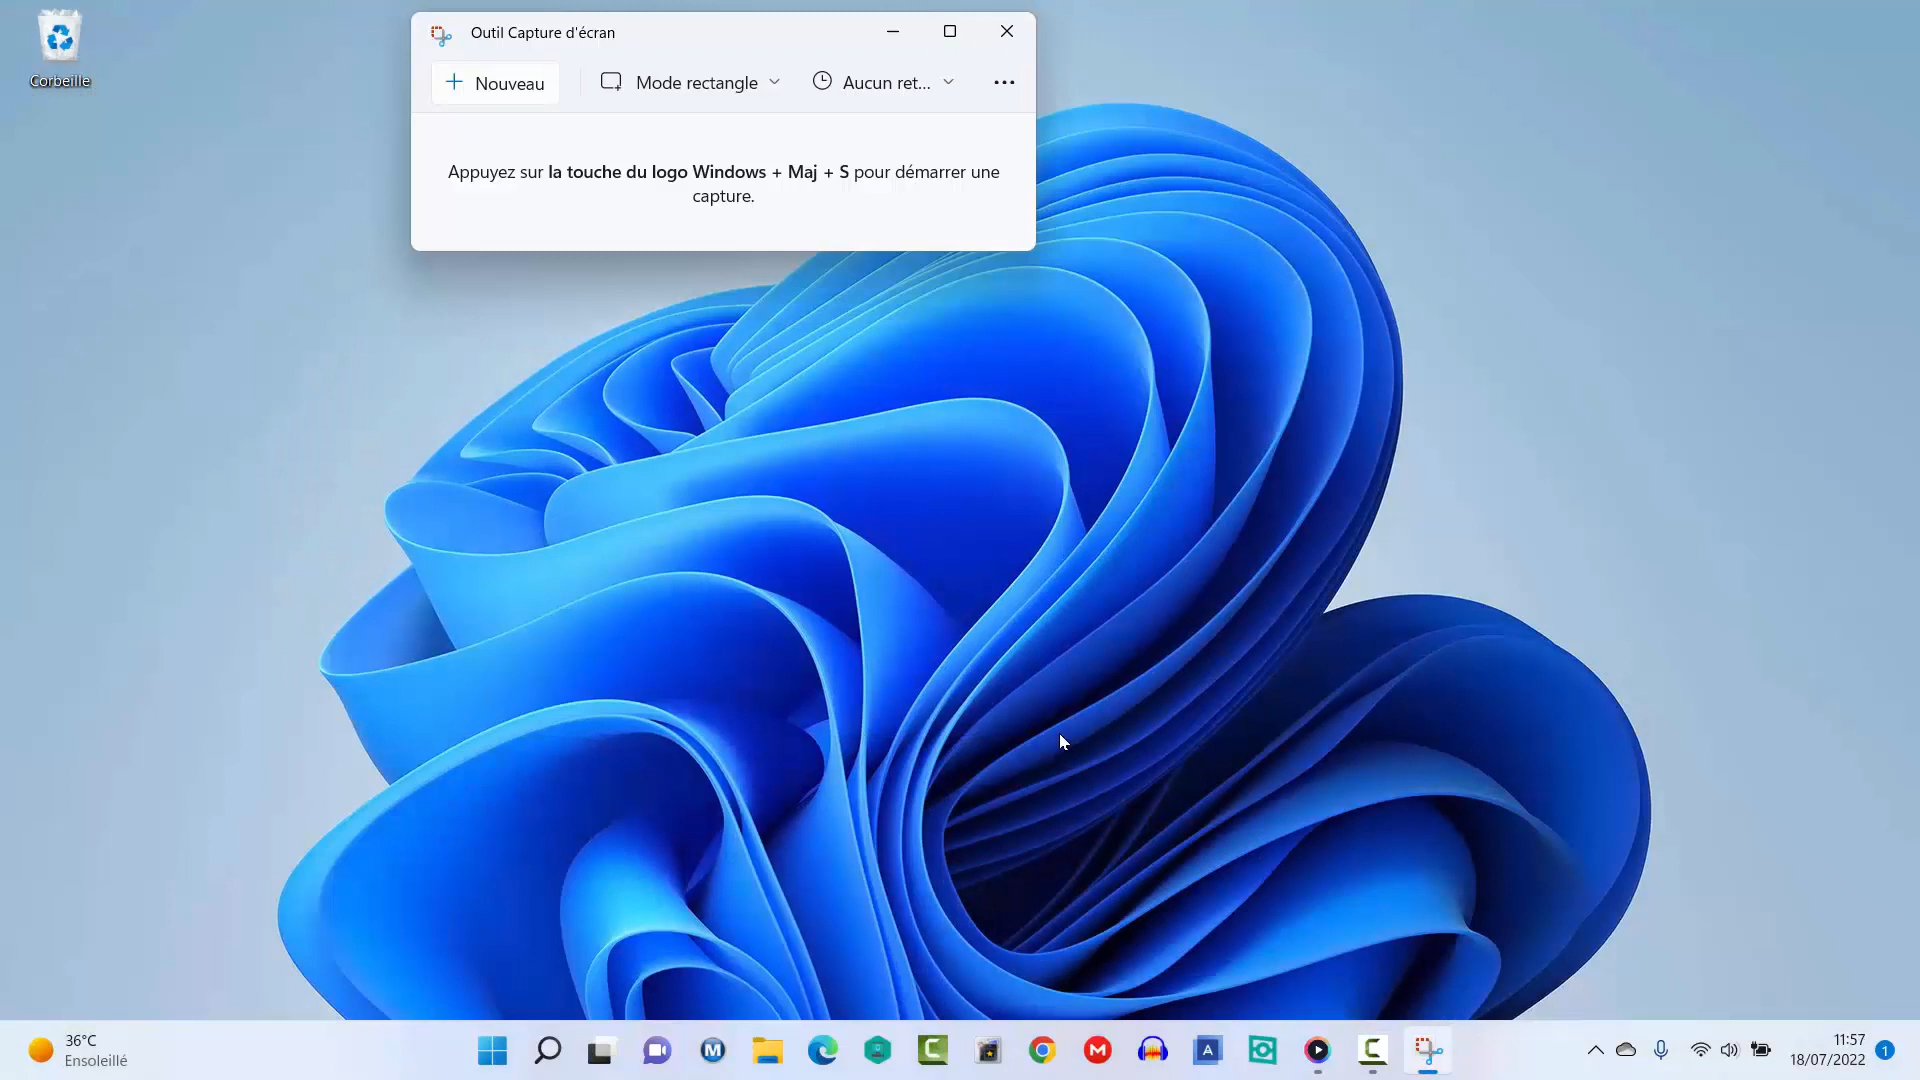 Corbeille
Outil Capture d'écran
Nouveau
Mode rectangle
Aucun ret...
Appuyez sur la touche du logo Windows + Maj + S pour démarrer une
capture.
36°C
Ensoleillé
11:57
18/07/2022
1